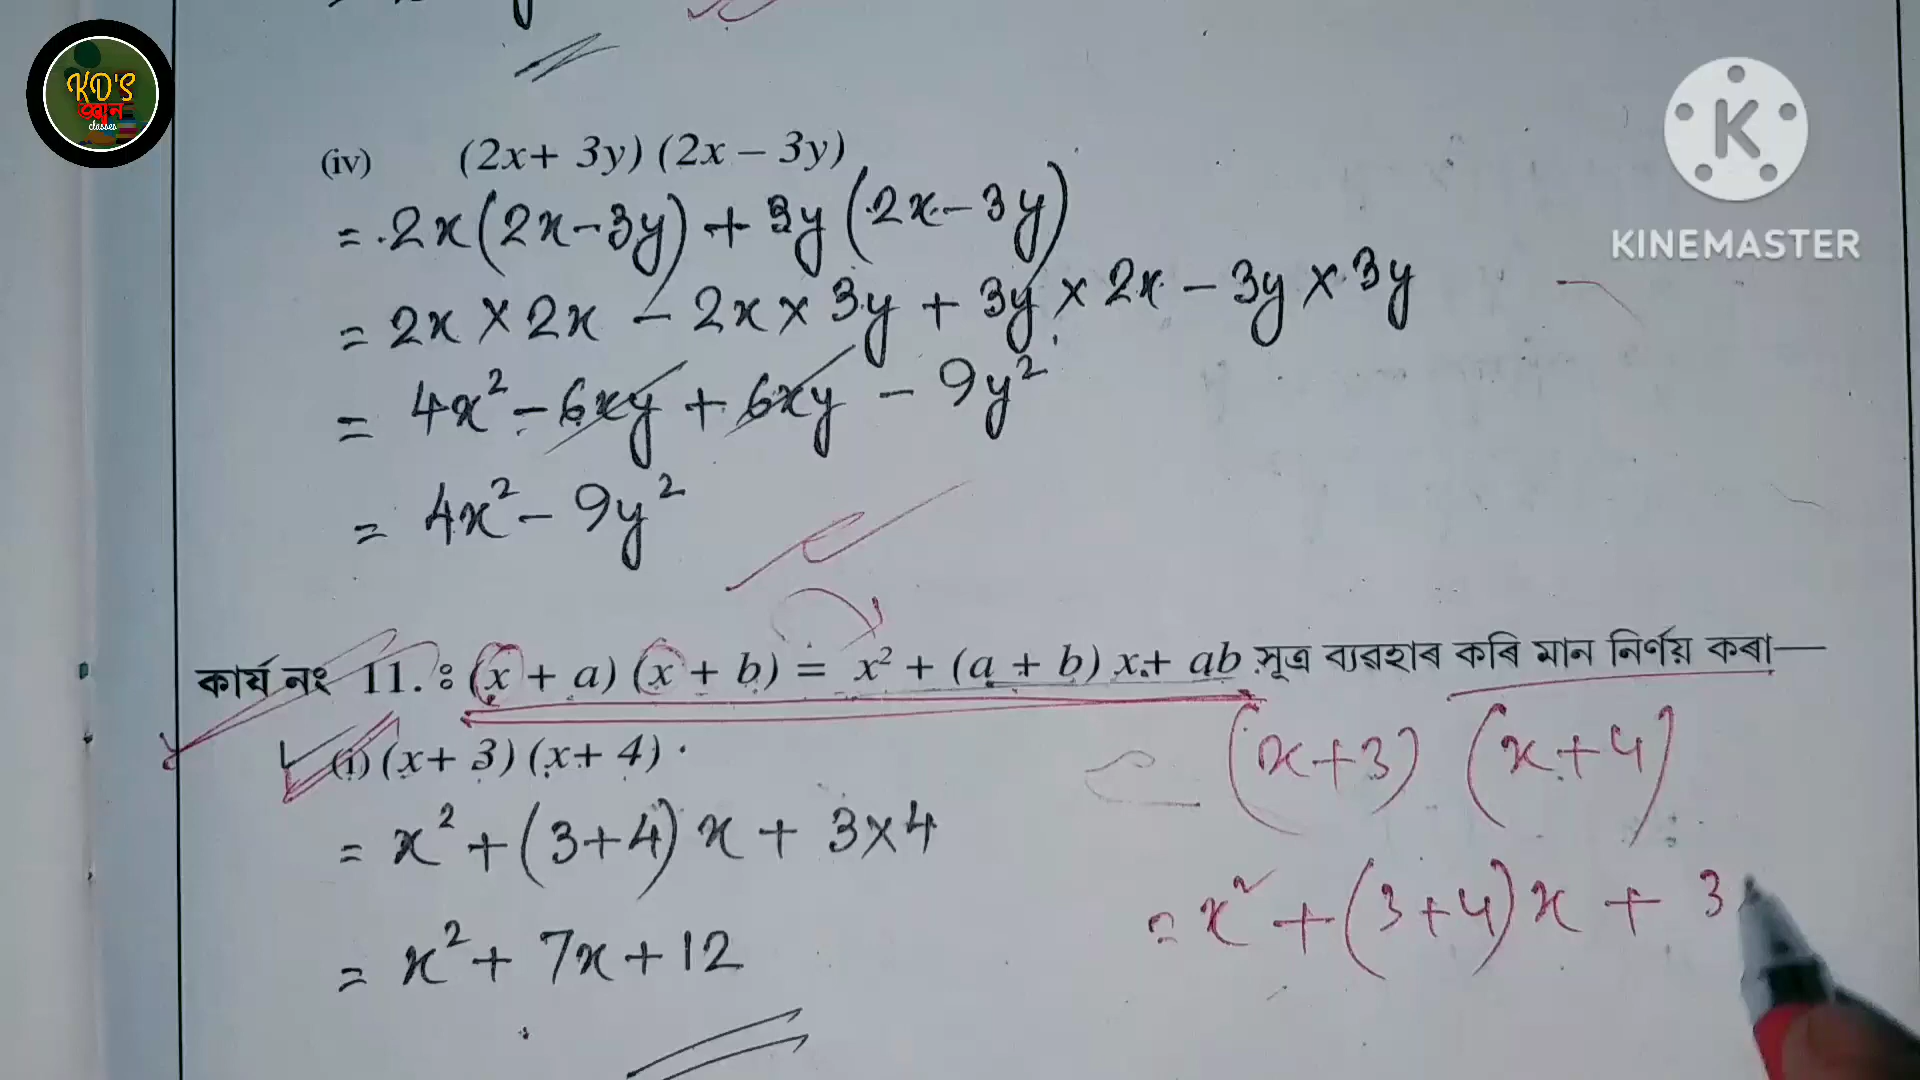 KD'S
জ্ঞান
classes
KINEMASTER
(iv) (2x+ 3y) (2x – 3y)
= 2x(2x-3y) + 3y(2x-3y)
= 2x × 2x - 2x × 3y + 3y × 2x - 3y × 3y
= 4x² - 6xy + 6xy - 9y²
= 4x² - 9y²
কাৰ্য নং 11. : (x + a) (x + b) = x² + (a + b) x + ab সূত্ৰ ব্যৱহাৰ কৰি মান নিৰ্ণয় কৰা—
(i) (x+ 3) (x+ 4)
= x² + (3+4) x + 3×4
= x² + 7x + 12
(x+3) (x+4)
= x² + (3+4)x + 3